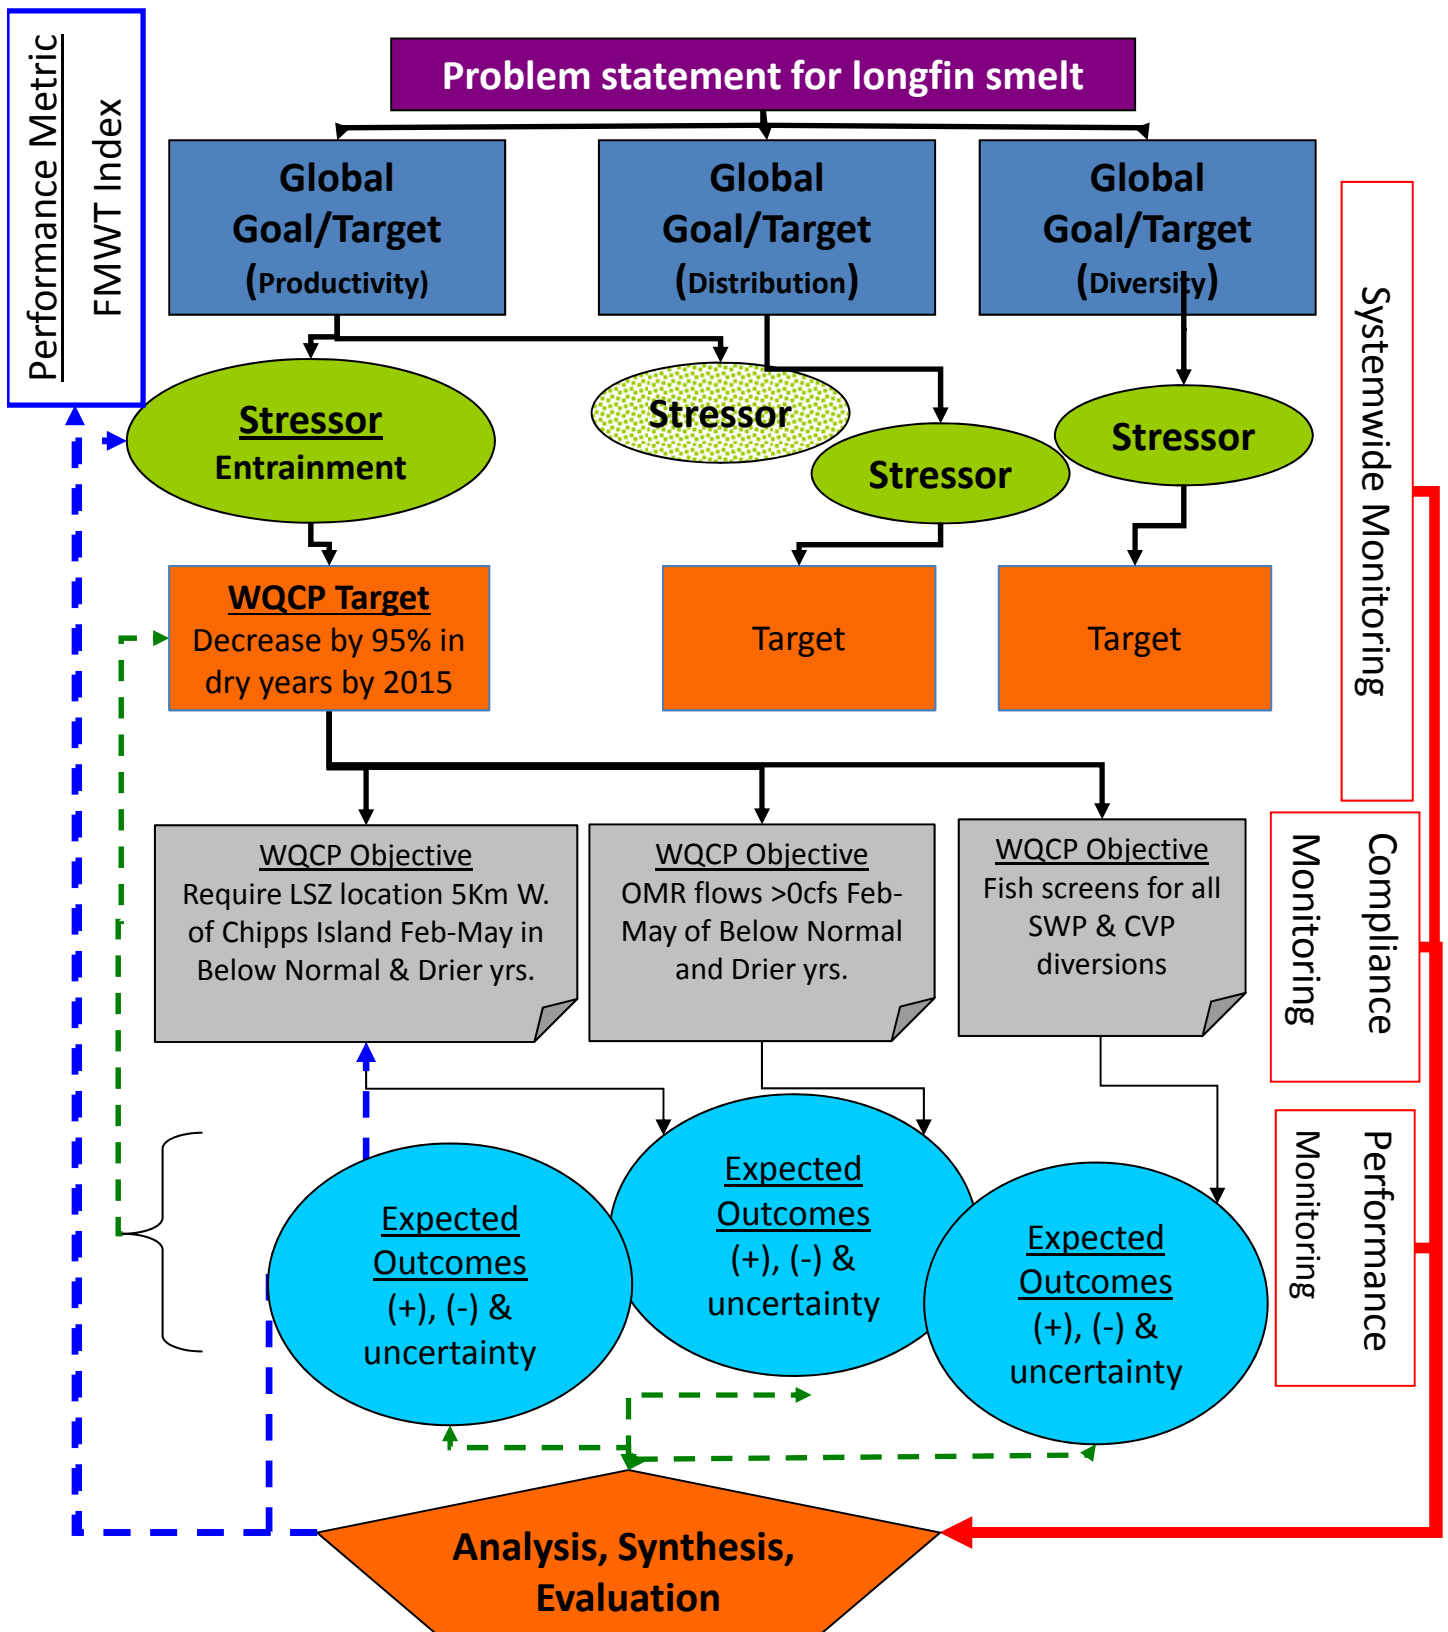 Performance Metric
FMWT Index
Problem statement for longfin smelt
Global
Goal/Target
(Productivity)
Global
Goal/Target
(Distribution)
Global
Goal/Target
(Diversity)
Stressor
Entrainment
Stressor
Stressor
Stressor
WQCP Target
Decrease by 95% in
dry years by 2015
Target
Target
Systemwide Monitoring
WQCP Objective
Require LSZ location 5Km W.
of Chipps Island Feb-May in
Below Normal & Drier yrs.
WQCP Objective
OMR flows >0cfs Feb-
May of Below Normal
and Drier yrs.
WQCP Objective
Fish screens for all
SWP & CVP
diversions
Compliance
Monitoring
Expected
Outcomes
(+), (-) &
uncertainty
Expected
Outcomes
(+), (-) &
uncertainty
Expected
Outcomes
(+), (-) &
uncertainty
Performance
Monitoring
Analysis, Synthesis,
Evaluation